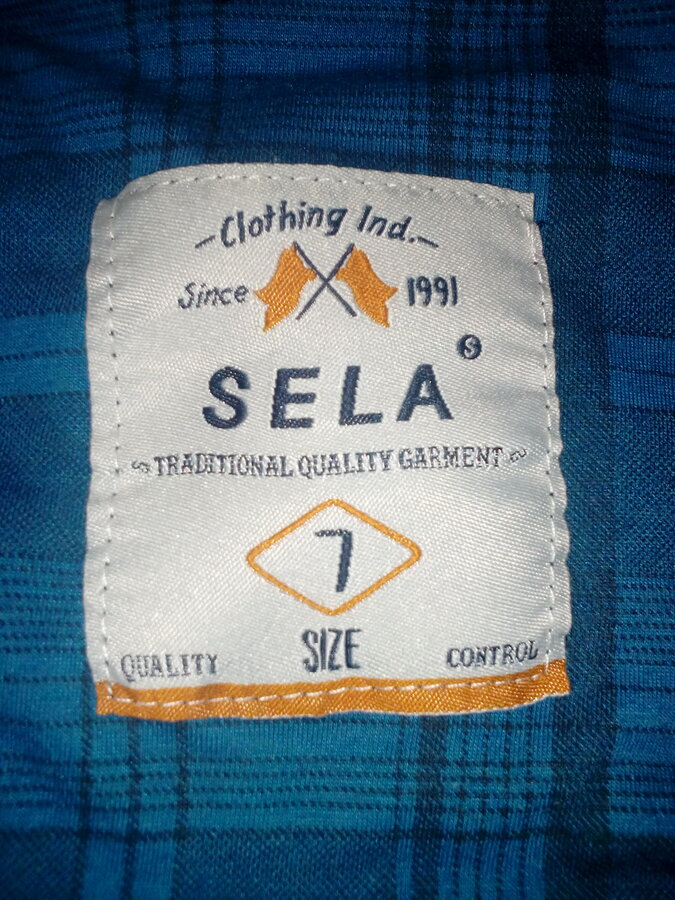 Clothing Ind.
Since 1991
SELA S
TRADITIONAL QUALITY GARMENT
7
QUALITY SIZE CONTROL